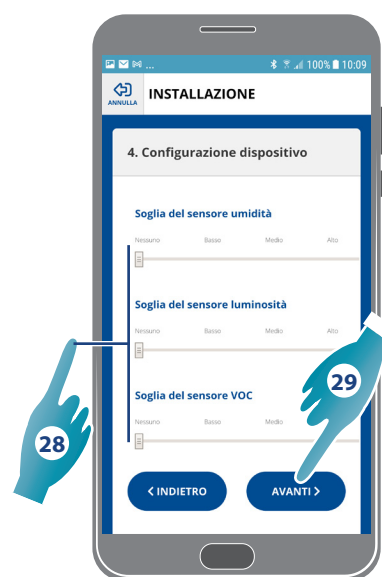 ... 100% 10:09
ANNULLA INSTALLAZIONE
4. Configurazione dispositivo
Soglia del sensore umidità
Nessuno Basso Medio Alto
Soglia del sensore luminosità
Nessuno Basso Medio Alto
Soglia del sensore VOC
Nessuno Basso Medio
28
29
< INDIETRO AVANTI >